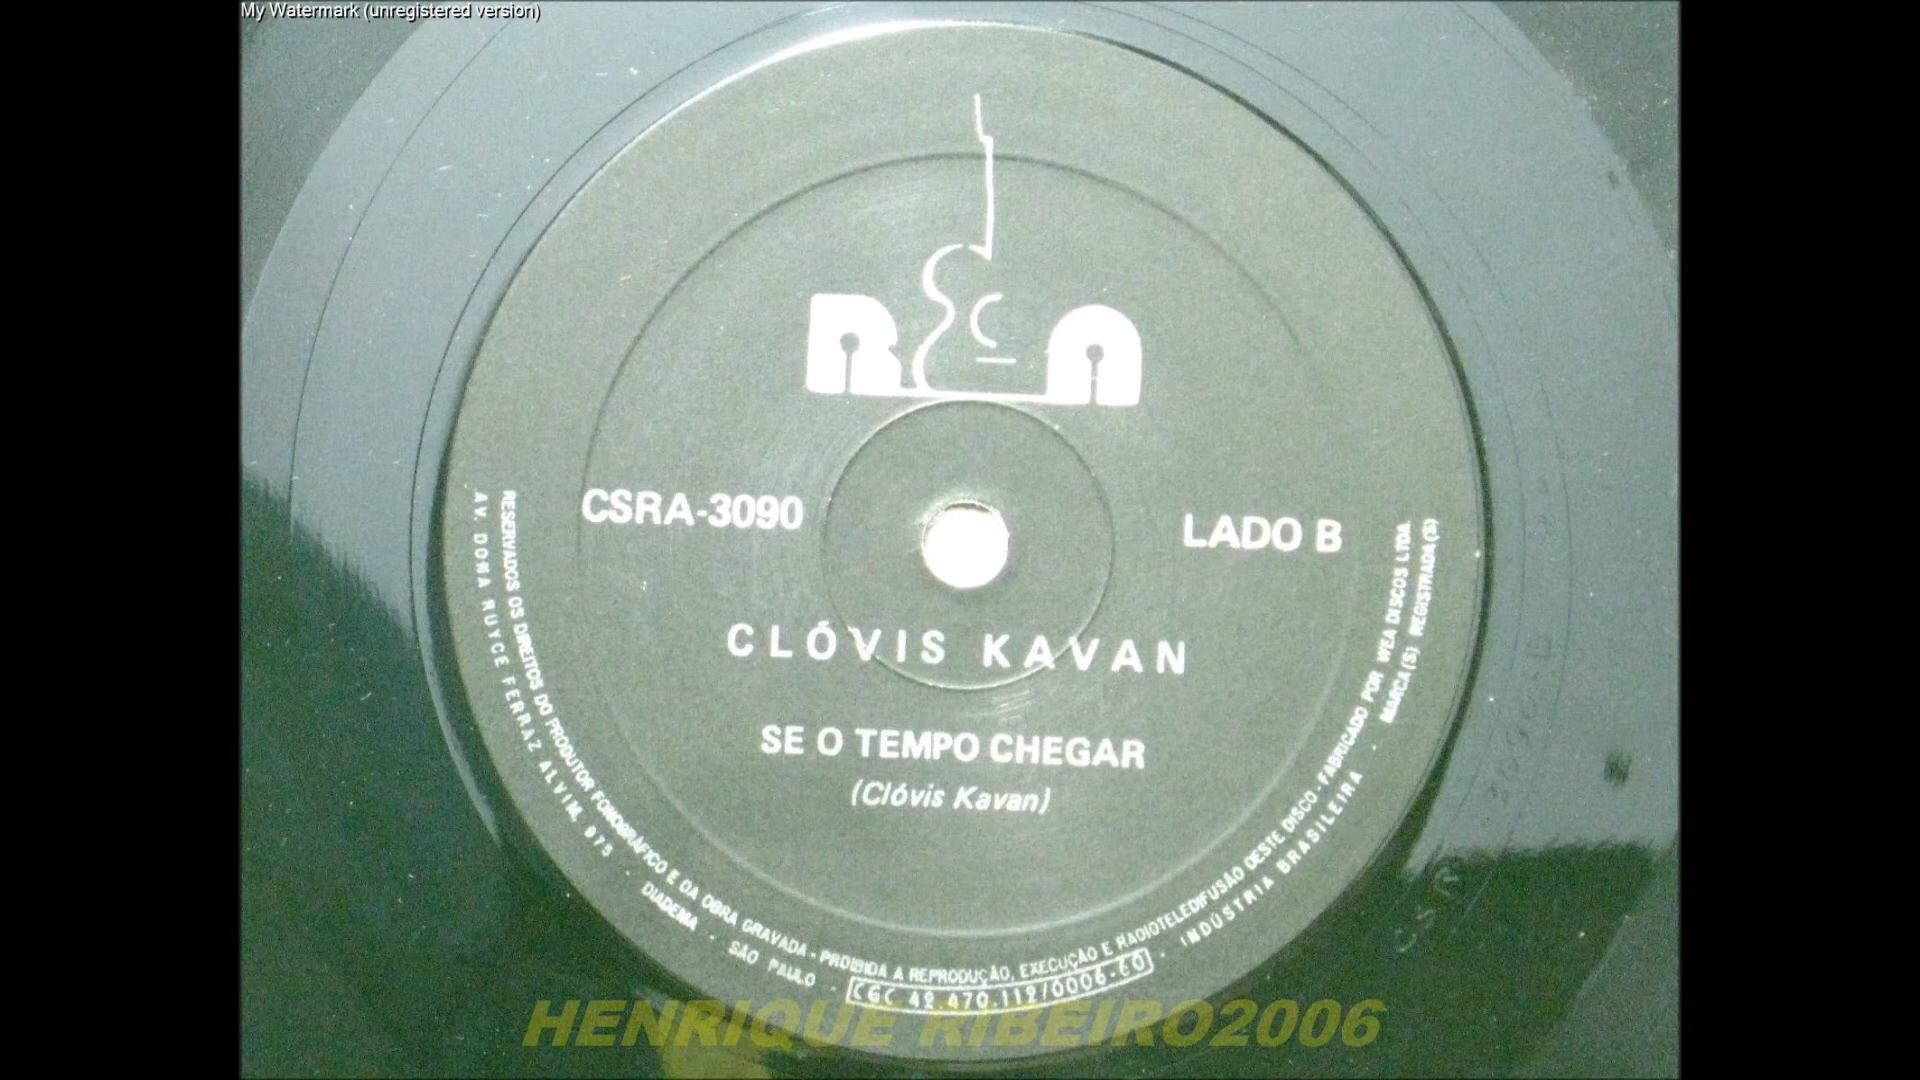 My Watermark (unregistered version)
CSRA-3090
LADO B
CLÓVIS KAVAN
SE O TEMPO CHEGAR
(Clóvis Kavan)
RESERVADOS OS DIREITOS DO PRODUTOR FONOGRÁFICO E DA OBRA GRAVADA - PROIBIDA A REPRODUÇÃO, EXECUÇÃO E RADIOTELEDIFUSÃO DESTE DISCO - FABRICADO POR WEA DISCOS LTDA.
AV. DONA RUYCE FERRAZ ALVIM, 075 · DIADEMA · SÃO PAULO · CGC 42.470.112/0006-60 · INDÚSTRIA BRASILEIRA · MARCA(S) REGISTRADA(S)
HENRIQUE RIBEIRO2006